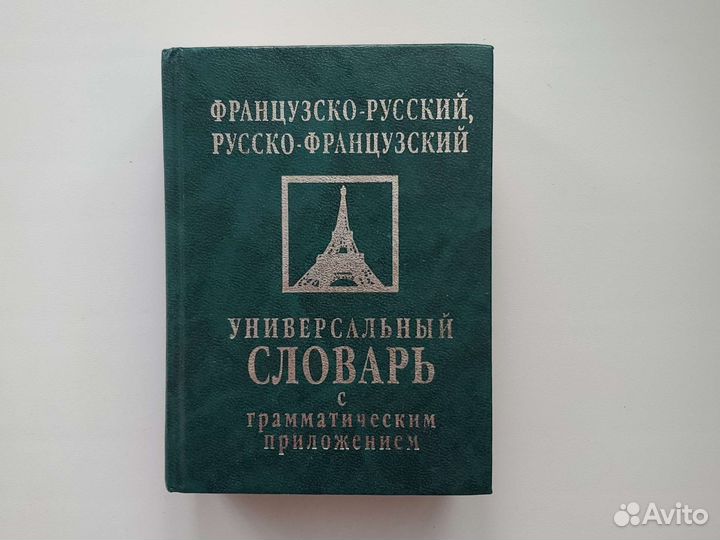 ФРАНЦУЗСКО-РУССКИЙ,
РУССКО-ФРАНЦУЗСКИЙ
УНИВЕРСАЛЬНЫЙ
СЛОВАРЬ
с
грамматическим
приложением
Avito